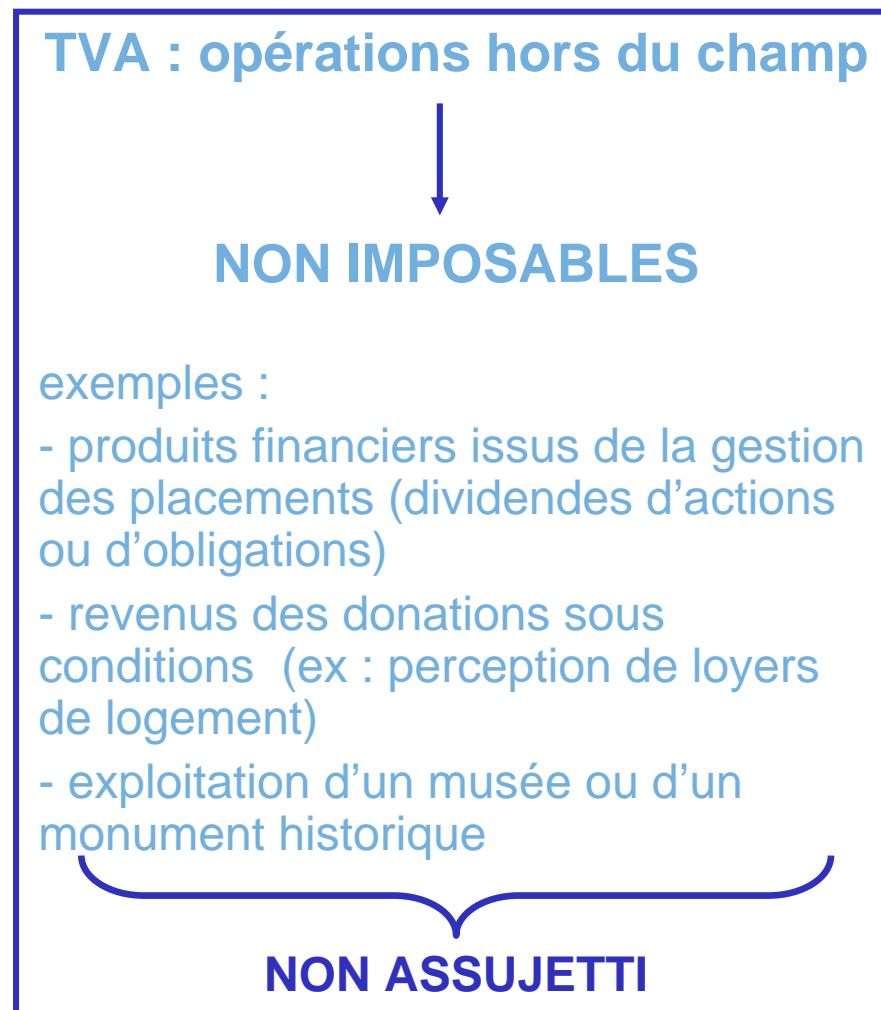 TVA : opérations hors du champ
NON IMPOSABLES
exemples :
- produits financiers issus de la gestion
des placements (dividendes d’actions
ou d’obligations)
- revenus des donations sous
conditions  (ex : perception de loyers
de logement)
- exploitation d’un musée ou d’un
monument historique
NON ASSUJETTI